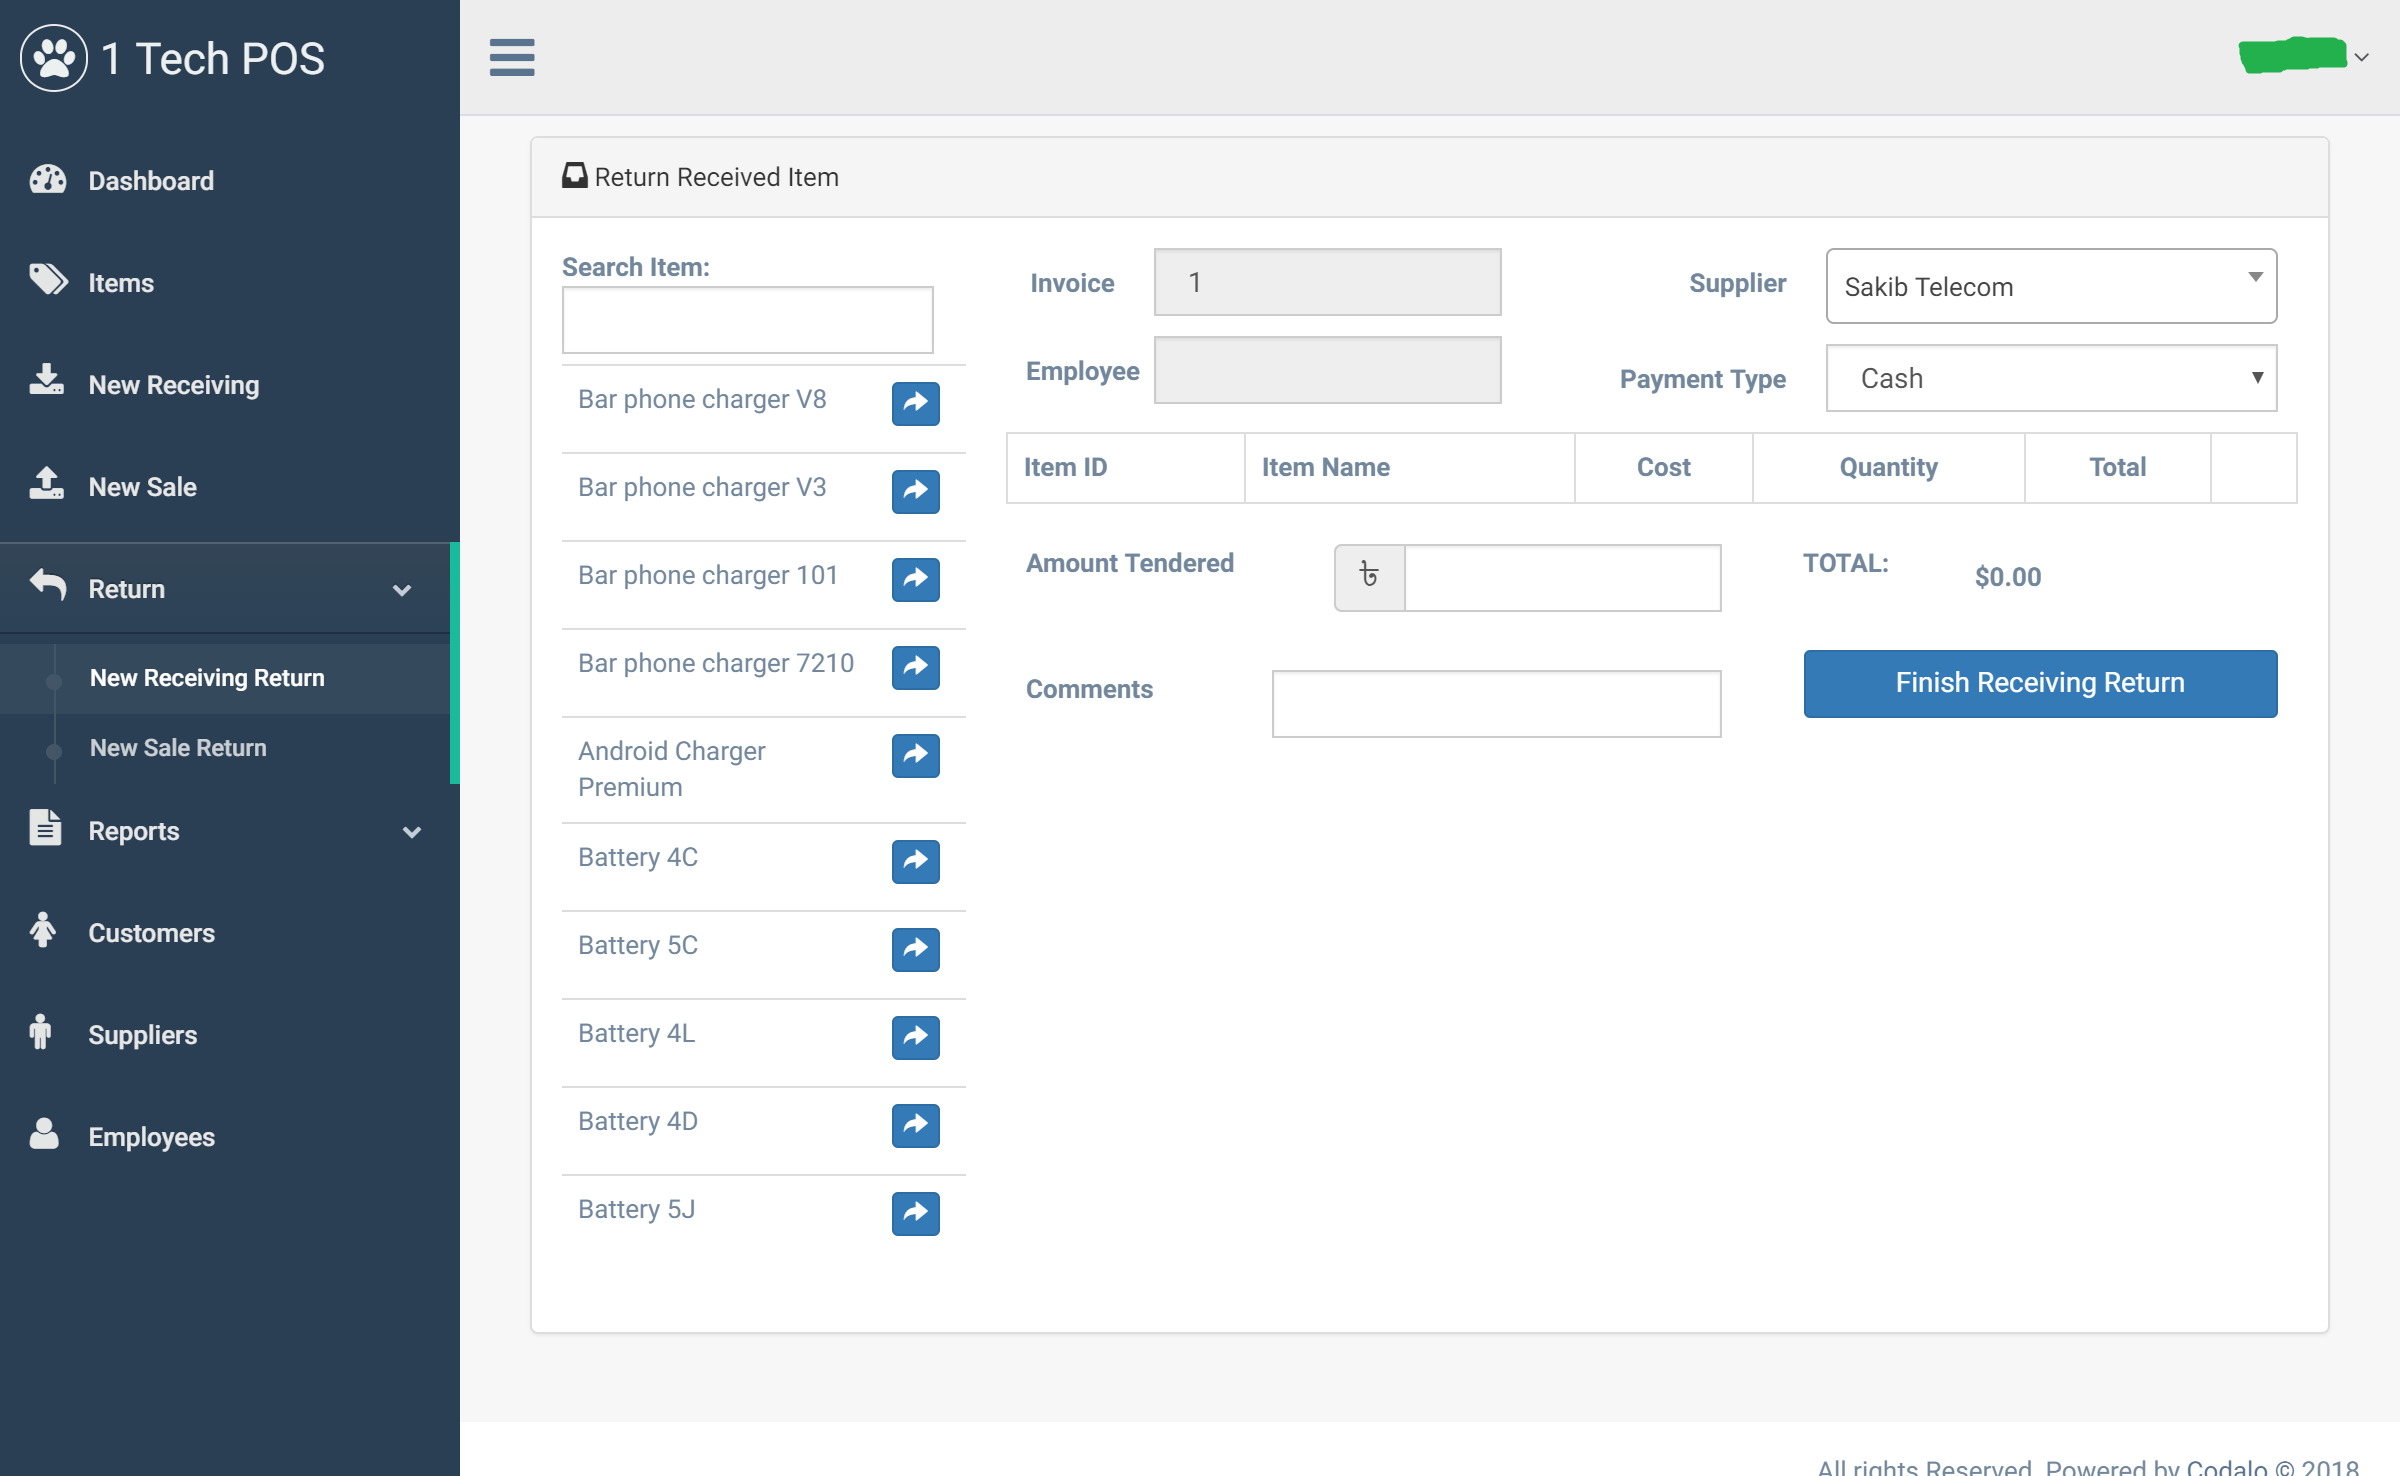 1 Tech POS
Dashboard
Items
New Receiving
New Sale
Return
New Receiving Return
New Sale Return
Reports
Customers
Suppliers
Employees
Return Received Item
Search Item:
Bar phone charger V8
Bar phone charger V3
Bar phone charger 101
Bar phone charger 7210
Android Charger
Premium
Battery 4C
Battery 5C
Battery 4L
Battery 4D
Battery 5J
Invoice 1
Employee
Supplier Sakib Telecom
Payment Type Cash
Item ID Item Name Cost Quantity Total
Amount Tendered ৳
TOTAL: $0.00
Comments
Finish Receiving Return
All rights Reserved. Powered by Codalo © 2018